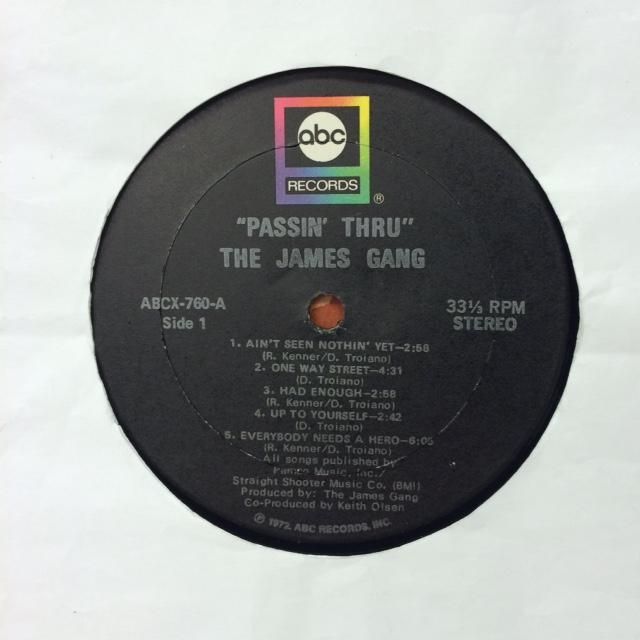 abc
RECORDS
®
"PASSIN' THRU"
THE JAMES GANG
ABCX-760-A
Side 1
33⅓ RPM
STEREO
1. AIN'T SEEN NOTHIN' YET—2:58
(R. Kenner/D. Troiano)
2. ONE WAY STREET—4:31
(D. Troiano)
3. HAD ENOUGH—2:58
(R. Kenner/D. Troiano)
4. UP TO YOURSELF—2:42
(D. Troiano)
5. EVERYBODY NEEDS A HERO—6:05
(R. Kenner/D. Troiano)
All songs published by
Music, Inc./
Straight Shooter Music Co. (BMI)
Produced by: The James Gang
Co-Produced by Keith Olsen
℗ 1972, ABC RECORDS, INC.